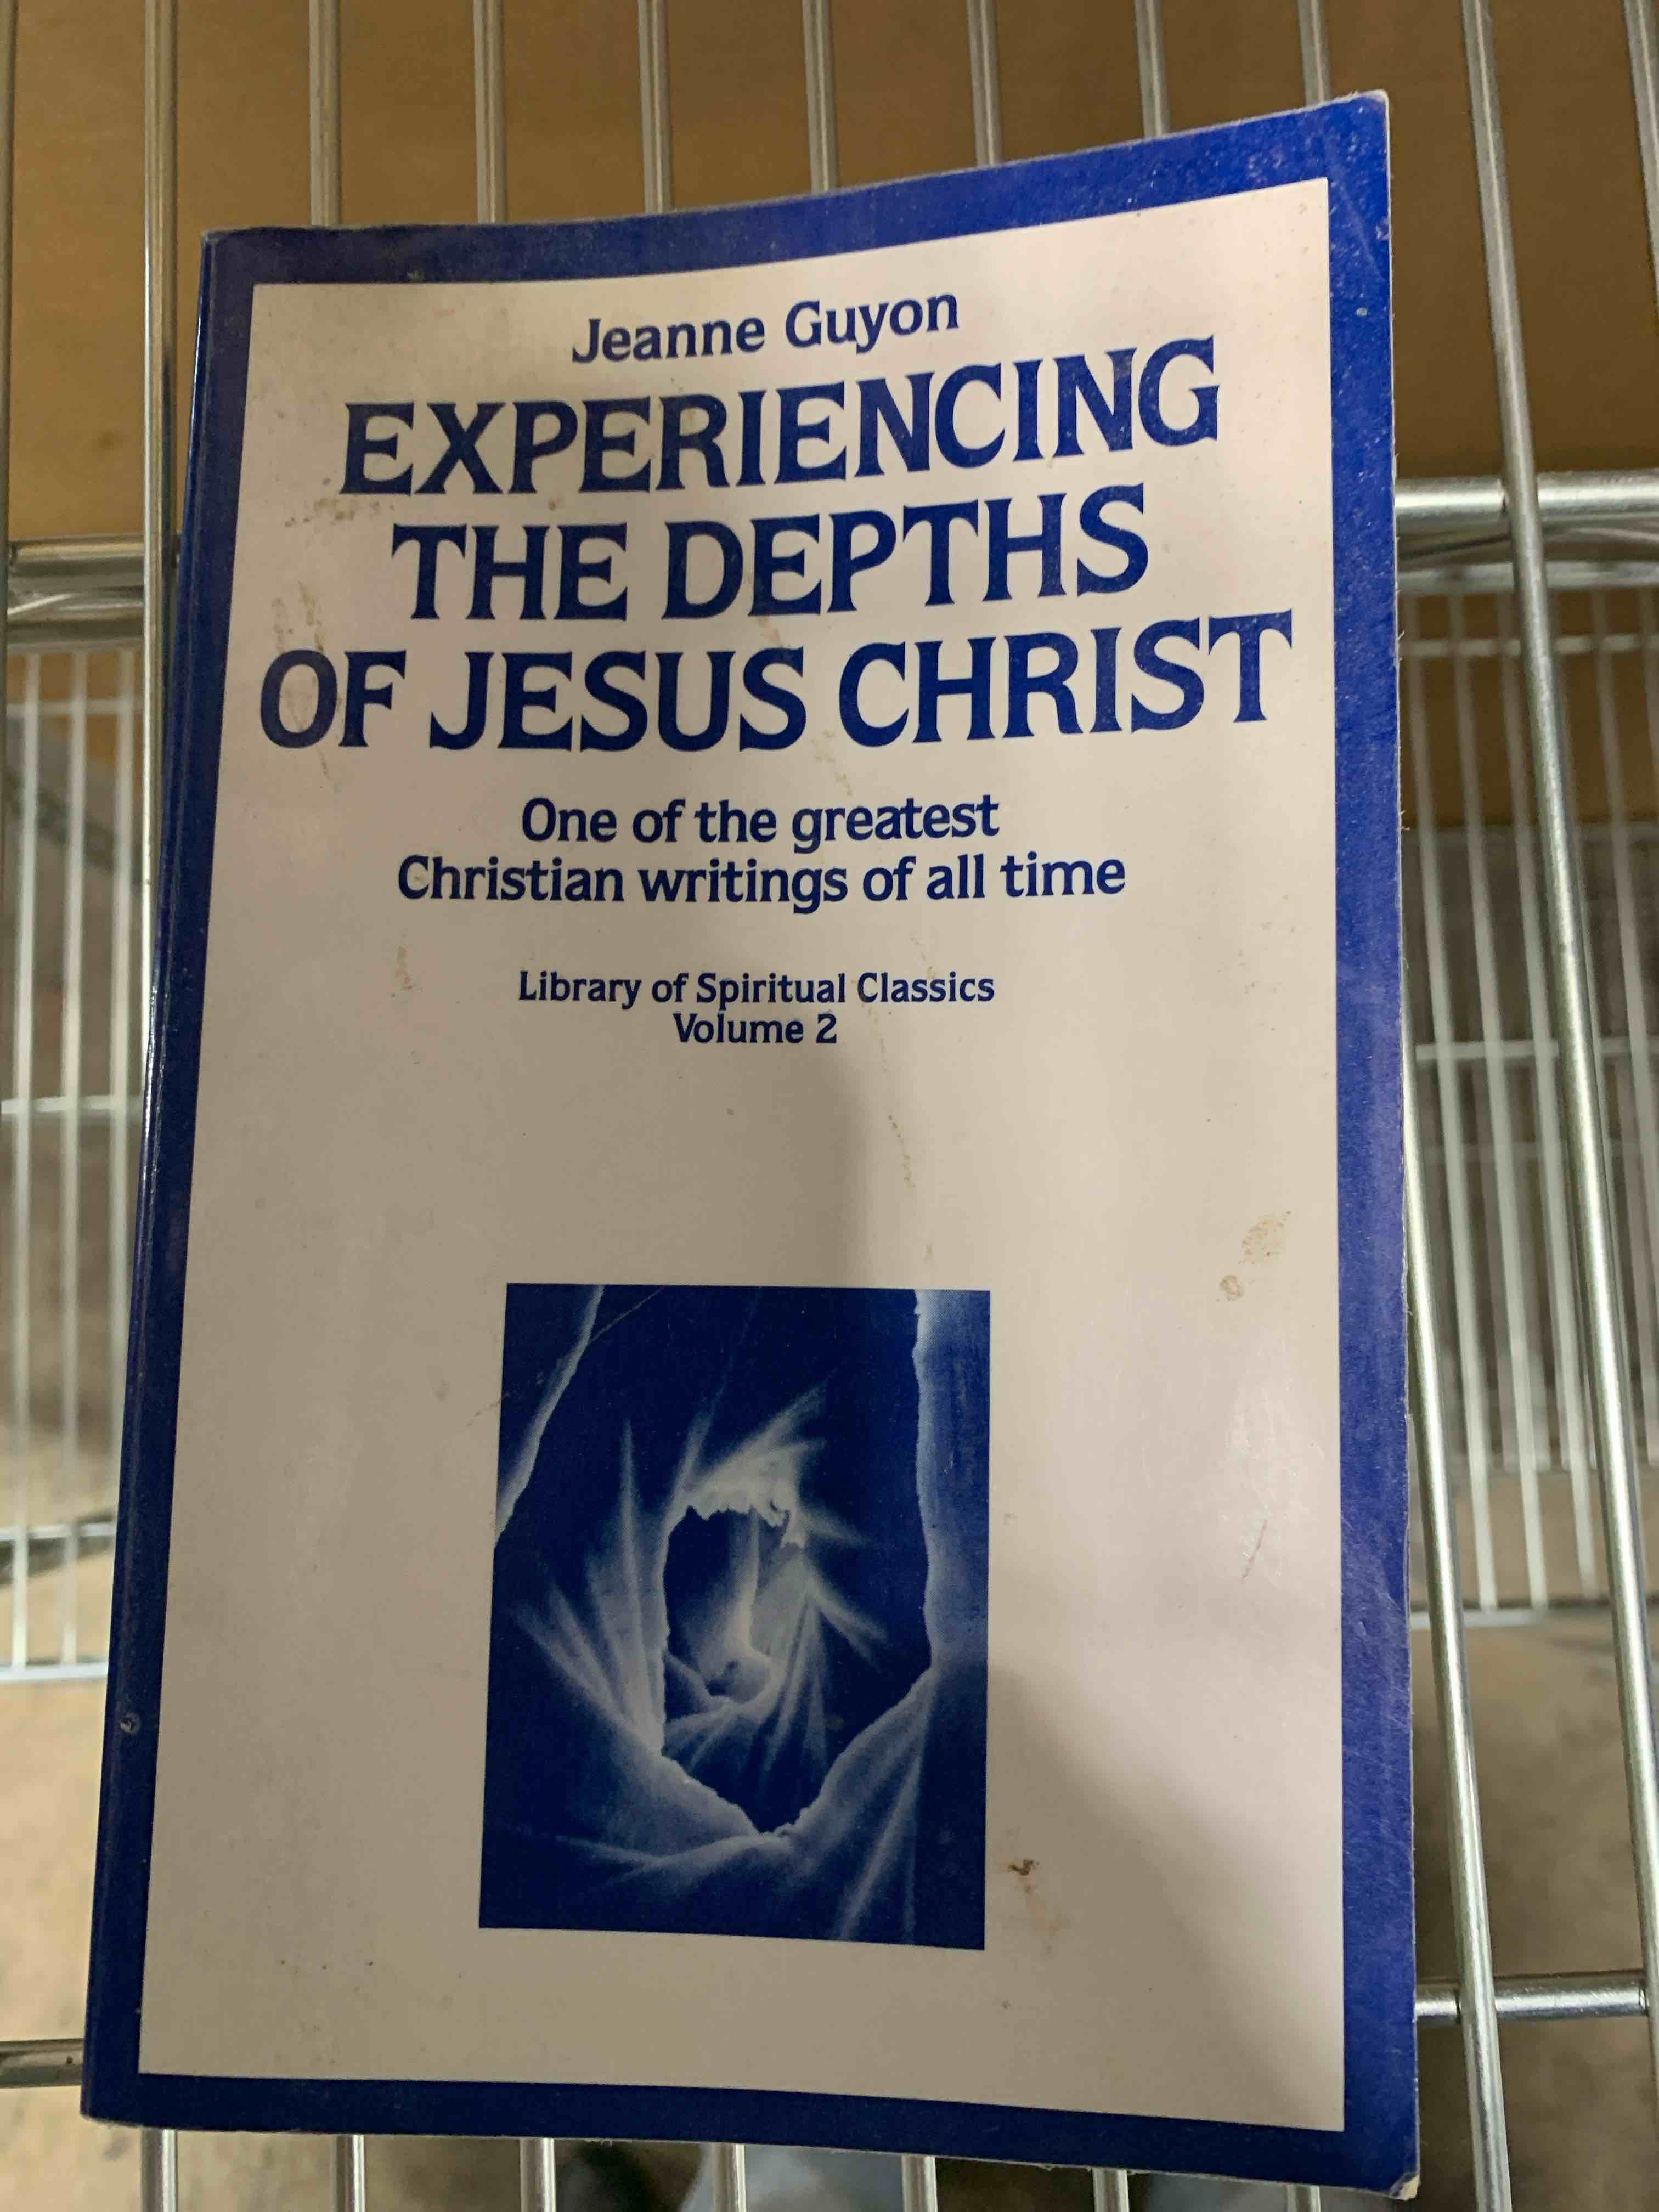 Jeanne Guyon
EXPERIENCING
THE DEPTHS
OF JESUS CHRIST
One of the greatest
Christian writings of all time
Library of Spiritual Classics
Volume 2